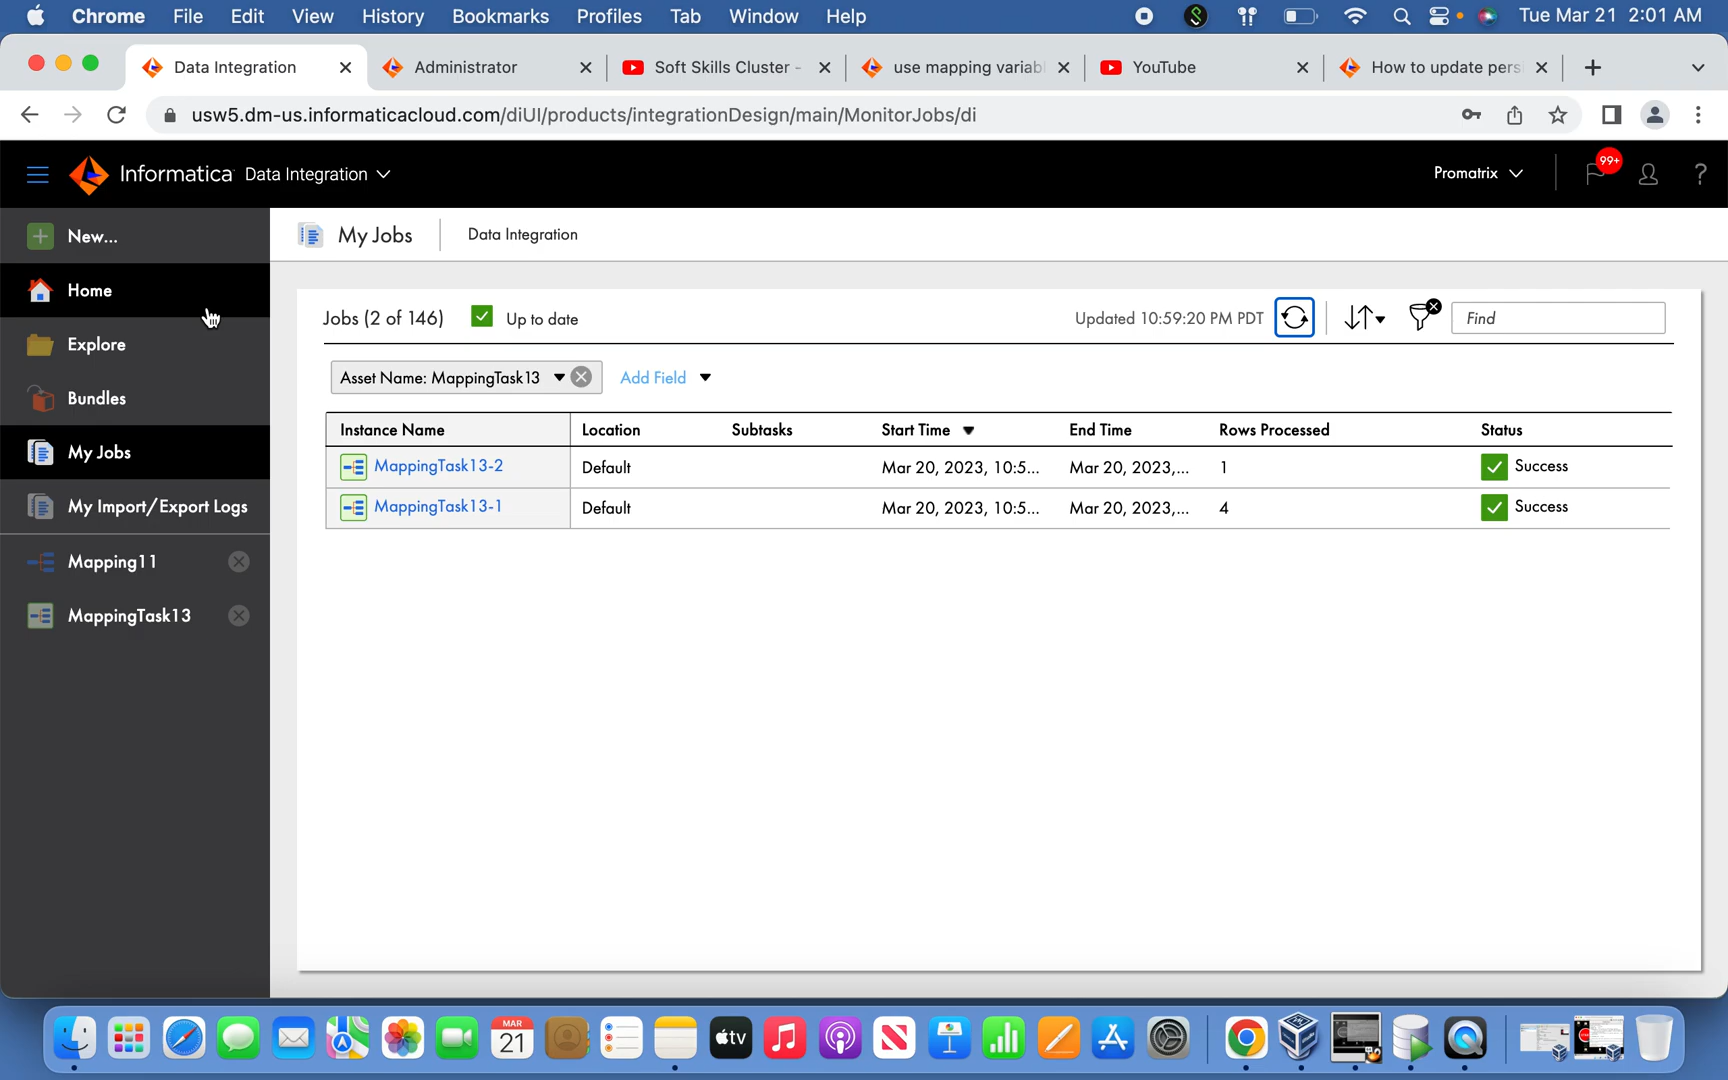 Chrome File Edit View History Bookmarks Profiles Tab Window Help Tue Mar 21 2:01 AM
Data Integration Administrator Soft Skills Cluster - use mapping variab YouTube How to update pers
usw5.dm-us.informaticacloud.com/diUI/products/integrationDesign/main/MonitorJobs/di
Informatica Data Integration Promatrix 99+ ?
New... My Jobs Data Integration
Home
Jobs (2 of 146) Up to date Updated 10:59:20 PM PDT Find
Explore
Asset Name: MappingTask13 Add Field
Bundles
Instance Name Location Subtasks Start Time End Time Rows Processed Status
My Jobs
MappingTask13-2 Default Mar 20, 2023, 10:5... Mar 20, 2023,... 1 Success
MappingTask13-1 Default Mar 20, 2023, 10:5... Mar 20, 2023,... 4 Success
My Import/Export Logs
Mapping11
MappingTask13
MAR
21
tv